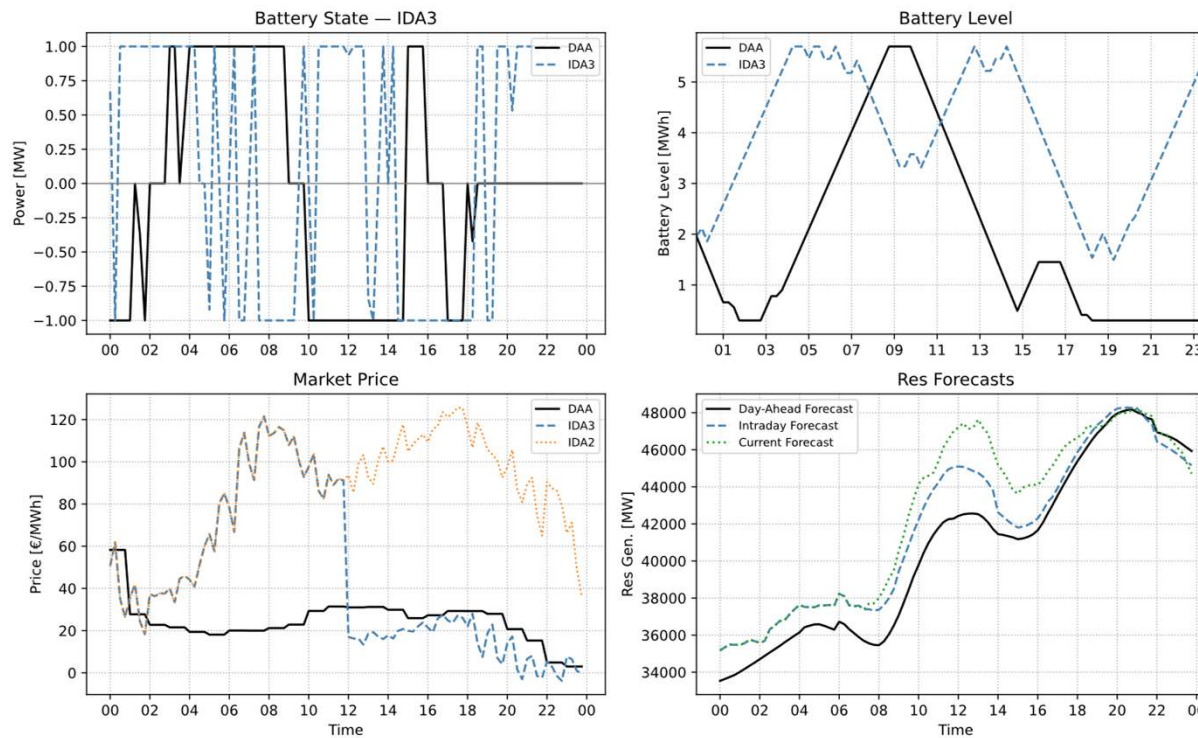 Battery State — IDA3
DAA
IDA3
1.00
0.75
0.50
0.25
0.00
−0.25
−0.50
−0.75
−1.00
Power [MW]
00 02 04 06 08 10 12 14 16 18 20 22 00
Battery Level
DAA
IDA3
5
4
3
2
1
Battery Level [MWh]
01 03 05 07 09 11 13 15 17 19 21 23
Market Price
DAA
IDA3
IDA2
120
100
80
60
40
20
0
Price [€/MWh]
00 02 04 06 08 10 12 14 16 18 20 22 00
Time
Res Forecasts
Day-Ahead Forecast
Intraday Forecast
Current Forecast
48000
46000
44000
42000
40000
38000
36000
34000
Res Gen. [MW]
00 02 04 06 08 10 12 14 16 18 20 22 00
Time